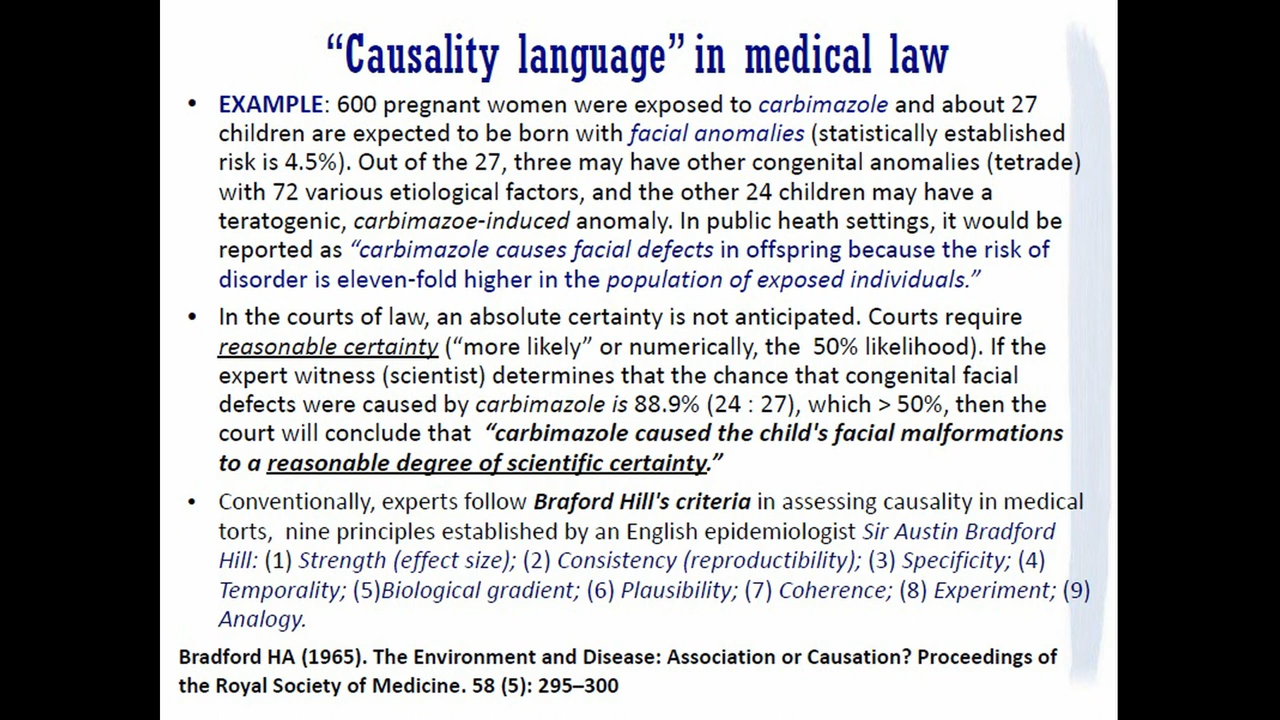 “Causality language” in medical law
• EXAMPLE: 600 pregnant women were exposed to carbimazole and about 27
children are expected to be born with facial anomalies (statistically established
risk is 4.5%). Out of the 27, three may have other congenital anomalies (tetrade)
with 72 various etiological factors, and the other 24 children may have a
teratogenic, carbimazoe-induced anomaly. In public heath settings, it would be
reported as “carbimazole causes facial defects in offspring because the risk of
disorder is eleven-fold higher in the population of exposed individuals.”
• In the courts of law, an absolute certainty is not anticipated. Courts require
reasonable certainty (“more likely” or numerically, the 50% likelihood). If the
expert witness (scientist) determines that the chance that congenital facial
defects were caused by carbimazole is 88.9% (24 : 27), which > 50%, then the
court will conclude that “carbimazole caused the child's facial malformations
to a reasonable degree of scientific certainty.”
• Conventionally, experts follow Braford Hill's criteria in assessing causality in medical
torts, nine principles established by an English epidemiologist Sir Austin Bradford
Hill: (1) Strength (effect size); (2) Consistency (reproductibility); (3) Specificity; (4)
Temporality; (5)Biological gradient; (6) Plausibility; (7) Coherence; (8) Experiment; (9)
Analogy.
Bradford HA (1965). The Environment and Disease: Association or Causation? Proceedings of
the Royal Society of Medicine. 58 (5): 295–300